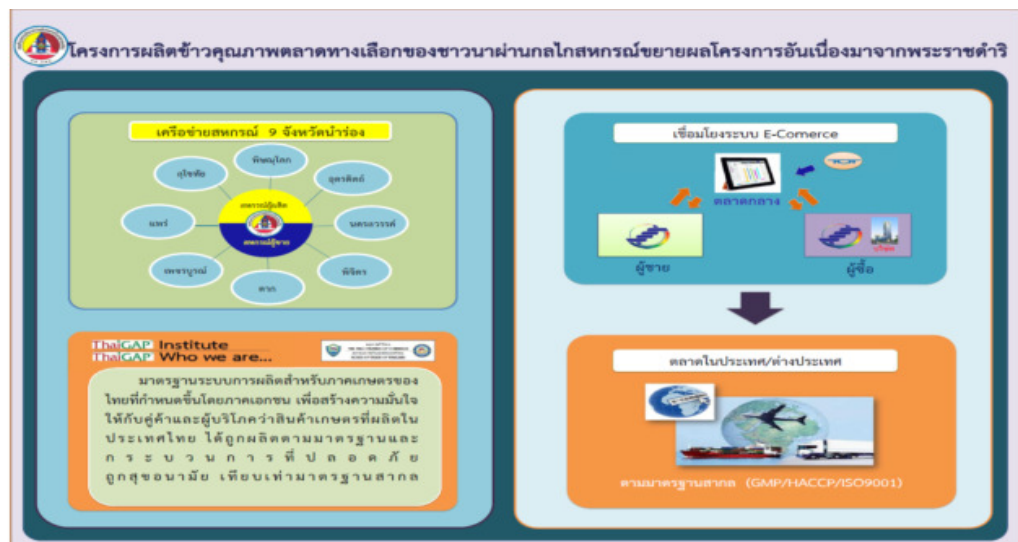 โครงการผลิตข้าวคุณภาพตลาดทางเลือกของชาวนาผ่านกลไกสหกรณ์ขยายผลโครงการอันเนื่องมาจากพระราชดำริ
เครือข่ายสหกรณ์ 9 จังหวัดนำร่อง
พิษณุโลก
สุโขทัย
อุตรดิตถ์
แพร่
นครสวรรค์
เพชรบูรณ์
พิจิตร
ตาก
สหกรณ์ผู้ผลิต
สหกรณ์ผู้ขาย
ThaiGAP Institute
ThaiGAP Who we are...
มาตรฐานระบบการผลิตสำหรับภาคเกษตรของ
ไทยที่กำหนดขึ้นโดยภาคเอกชน เพื่อสร้างความมั่นใจ
ให้กับคู่ค้าและผู้บริโภคว่าสินค้าเกษตรที่ผลิตใน
ประเทศไทย ได้ถูกผลิตตามมาตรฐานและ
กระบวนการที่ปลอดภัย
ถูกสุขอนามัย เทียบเท่ามาตรฐานสากล
เชื่อมโยงระบบ E-Comerce
ตลาดกลาง
ผู้ขาย
บริษัท
ผู้ซื้อ
ตลาดในประเทศ/ต่างประเทศ
ตามมาตรฐานสากล (GMP/HACCP/ISO9001)